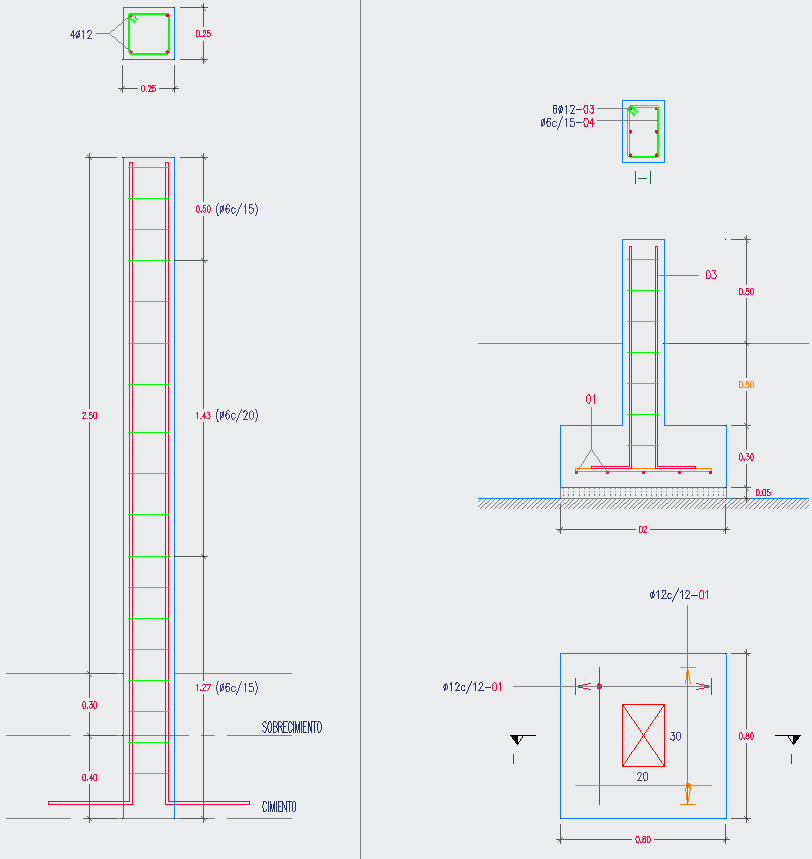 4ø12
0.25
0.25
0.50 (ø6c/15)
2.50
1.43 (ø6c/20)
1.27 (ø6c/15)
0.30
SOBRECIMIENTO
0.40
CIMIENTO
6ø12-03
ø6c/15-04
I-I
03
0.50
0.50
01
0.30
0.05
02
ø12c/12-01
ø12c/12-01
30
0.80
I
I
20
0.80